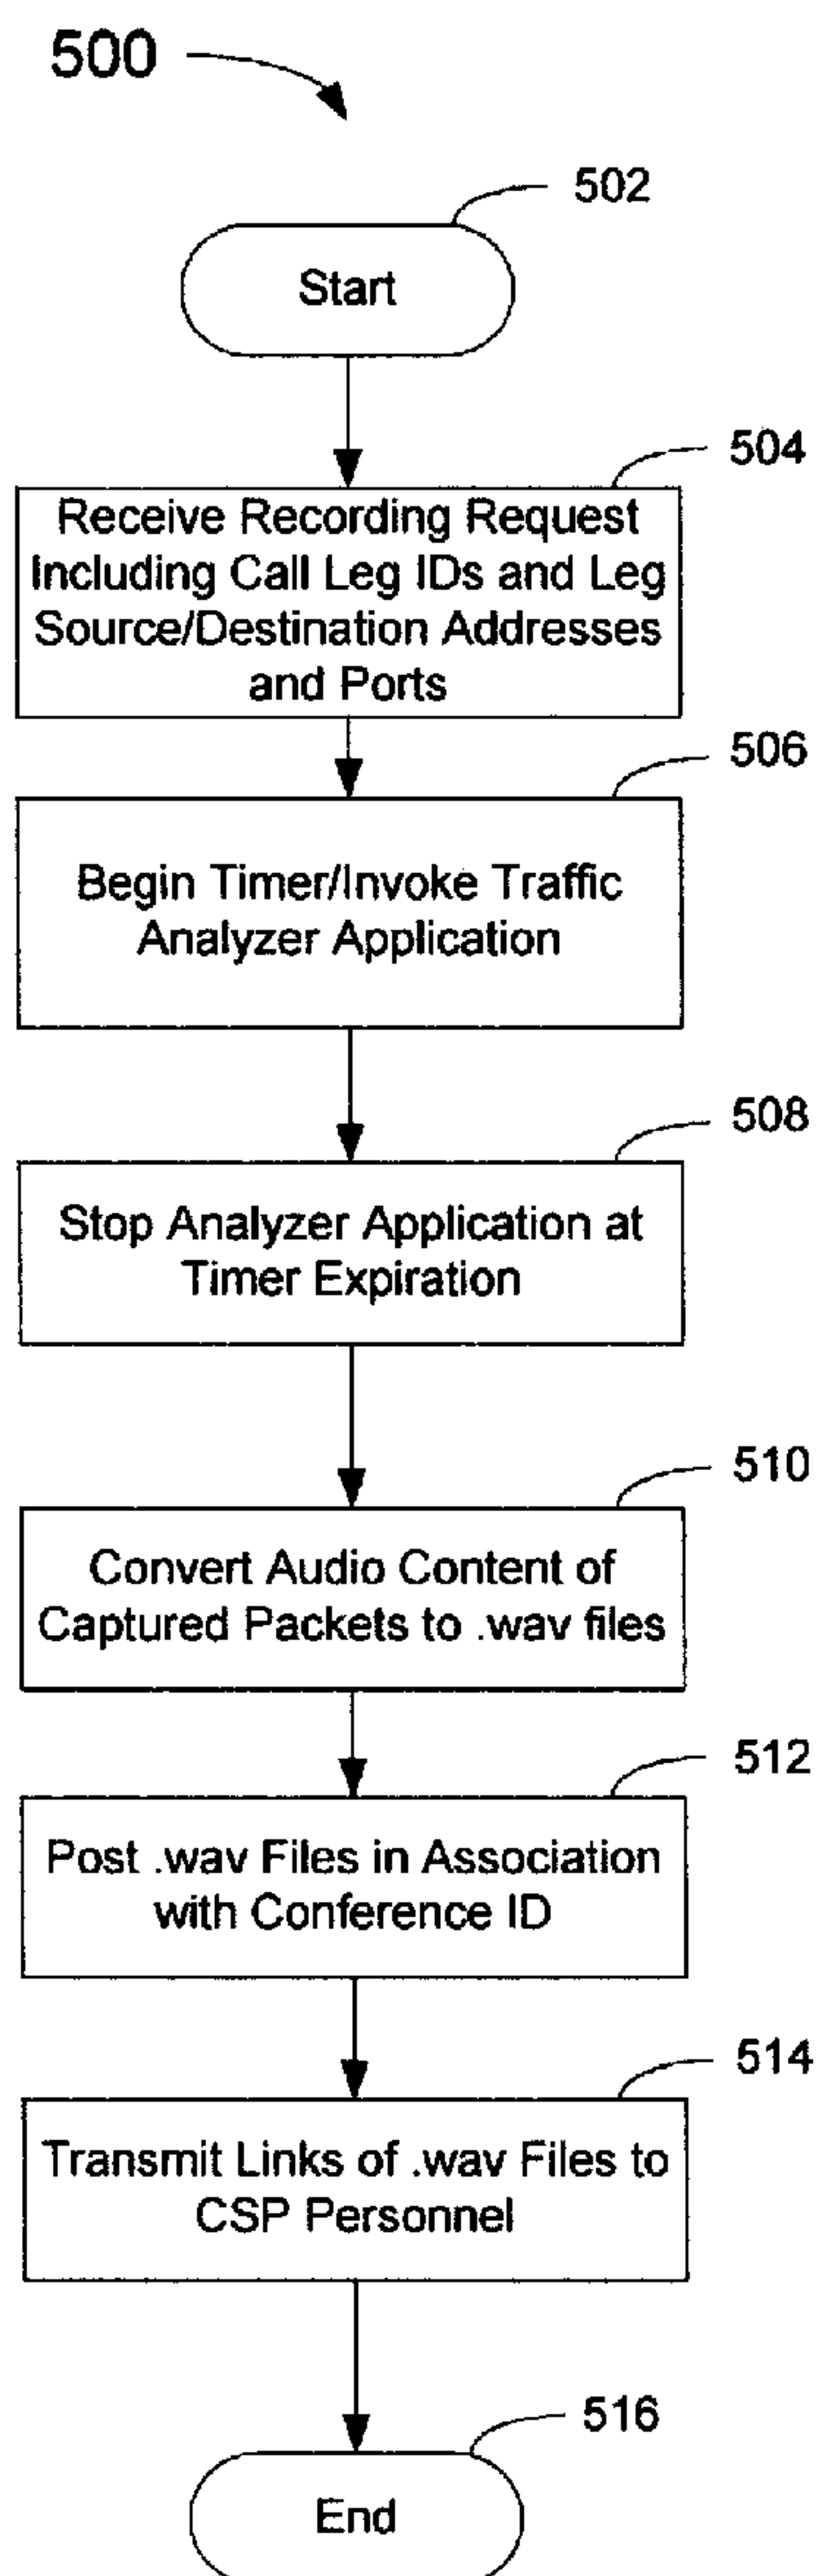 500
502
Start
504
Receive Recording Request
Including Call Leg IDs and Leg
Source/Destination Addresses
and Ports
506
Begin Timer/Invoke Traffic
Analyzer Application
508
Stop Analyzer Application at
Timer Expiration
510
Convert Audio Content of
Captured Packets to .wav files
512
Post .wav Files in Association
with Conference ID
514
Transmit Links of .wav Files to
CSP Personnel
516
End